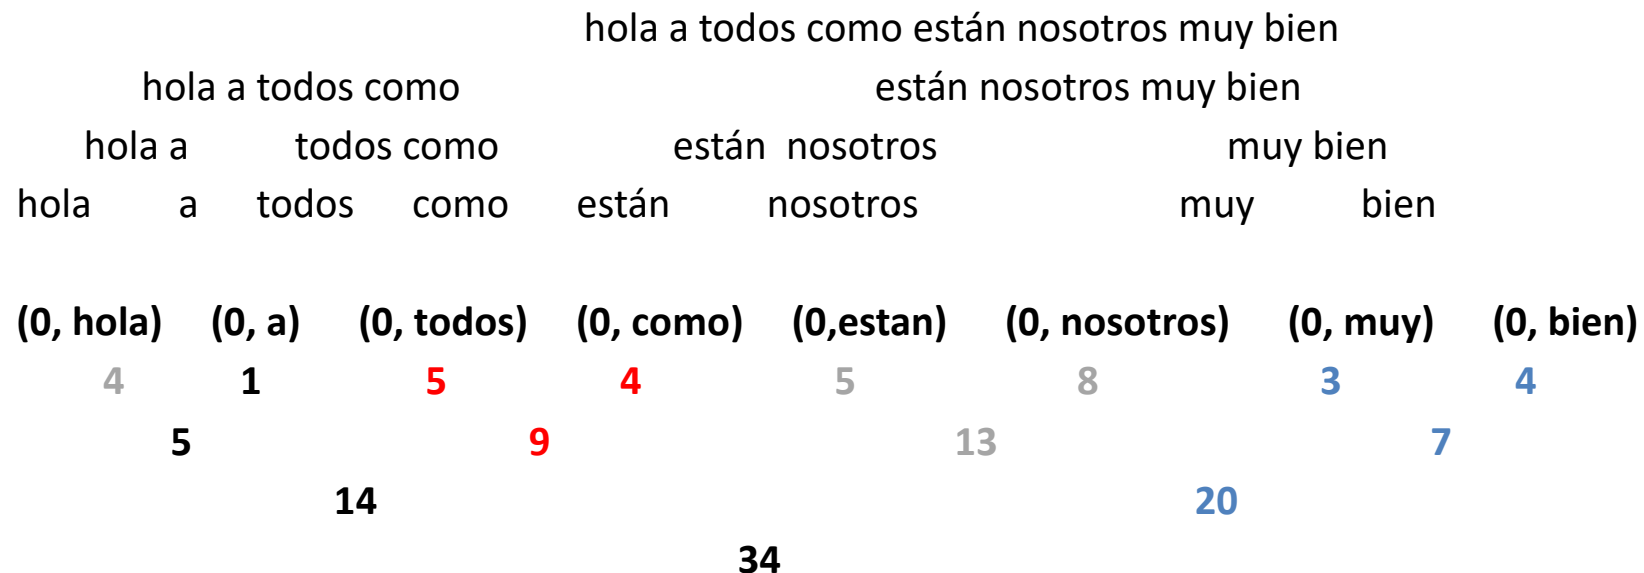 hola a todos como están nosotros muy bien
hola a todos como están nosotros muy bien
hola a todos como están nosotros muy bien
hola a todos como están nosotros muy bien
(0, hola) (0, a) (0, todos) (0, como) (0,estan) (0, nosotros) (0, muy) (0, bien)
4 1 5 4 5 8 3 4
5 9 13 7
14 20
34